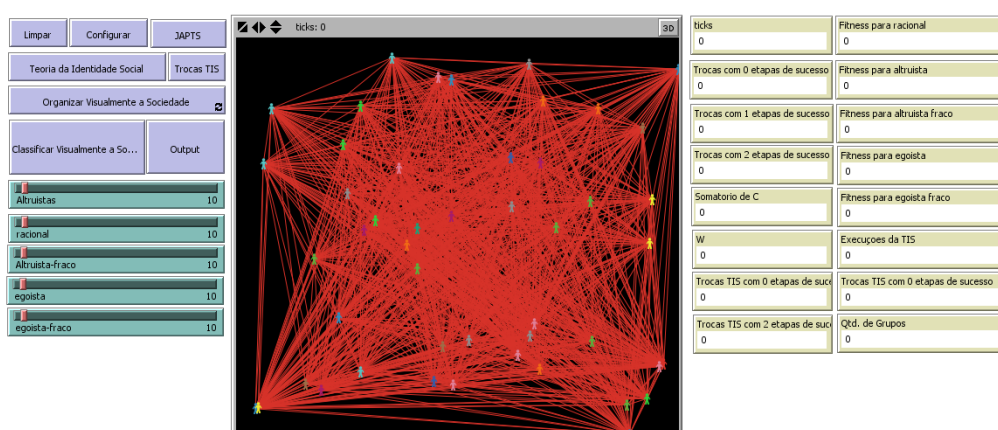 Limpar
Configurar
JAPTS
Teoria da Identidade Social
Trocas TIS
Organizar Visualmente a Sociedade
Classificar Visualmente a So...
Output
Altruistas 10
racional 10
Altruista-fraco 10
egoista 10
egoista-fraco 10
ticks: 0
3D
ticks
0
Fitness para racional
0
Trocas com 0 etapas de sucesso
0
Fitness para altruista
0
Trocas com 1 etapas de sucesso
0
Fitness para altruista fraco
0
Trocas com 2 etapas de sucesso
0
Fitness para egoista
0
Somatorio de C
0
Fitness para egoista fraco
0
W
0
Execuçoes da TIS
0
Trocas TIS com 0 etapas de suce
0
Trocas TIS com 0 etapas de sucesso
0
Trocas TIS com 2 etapas de suc
0
Qtd. de Grupos
0